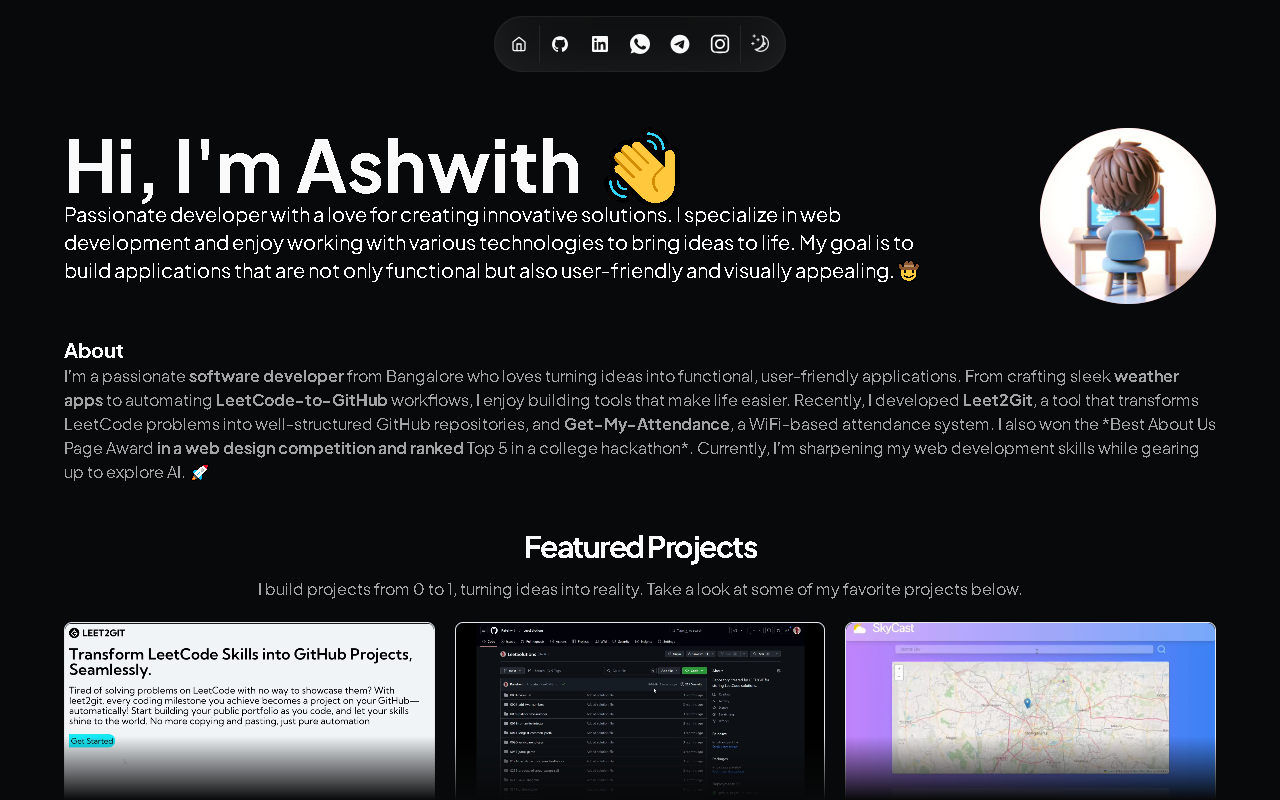 Hi, I'm Ashwith 👋
Passionate developer with a love for creating innovative solutions. I specialize in web
development and enjoy working with various technologies to bring ideas to life. My goal is to
build applications that are not only functional but also user-friendly and visually appealing. 🤠
About
I'm a passionate software developer from Bangalore who loves turning ideas into functional, user-friendly applications. From crafting sleek weather
apps to automating LeetCode-to-GitHub workflows, I enjoy building tools that make life easier. Recently, I developed Leet2Git, a tool that transforms
LeetCode problems into well-structured GitHub repositories, and Get-My-Attendance, a WiFi-based attendance system. I also won the *Best About Us
Page Award in a web design competition and ranked Top 5 in a college hackathon*. Currently, I'm sharpening my web development skills while gearing
up to explore AI. 🚀
Featured Projects
I build projects from 0 to 1, turning ideas into reality. Take a look at some of my favorite projects below.
LEET2GIT
Transform LeetCode Skills into GitHub Projects,
Seamlessly.
Tired of solving problems on LeetCode with no way to showcase them? With
leet2git, every coding milestone you achieve becomes a project on your GitHub—
automatically! Start building your public portfolio as you code, and let your skills
shine to the world. No more copying and pasting, just pure automation
Get Started
SkyCast